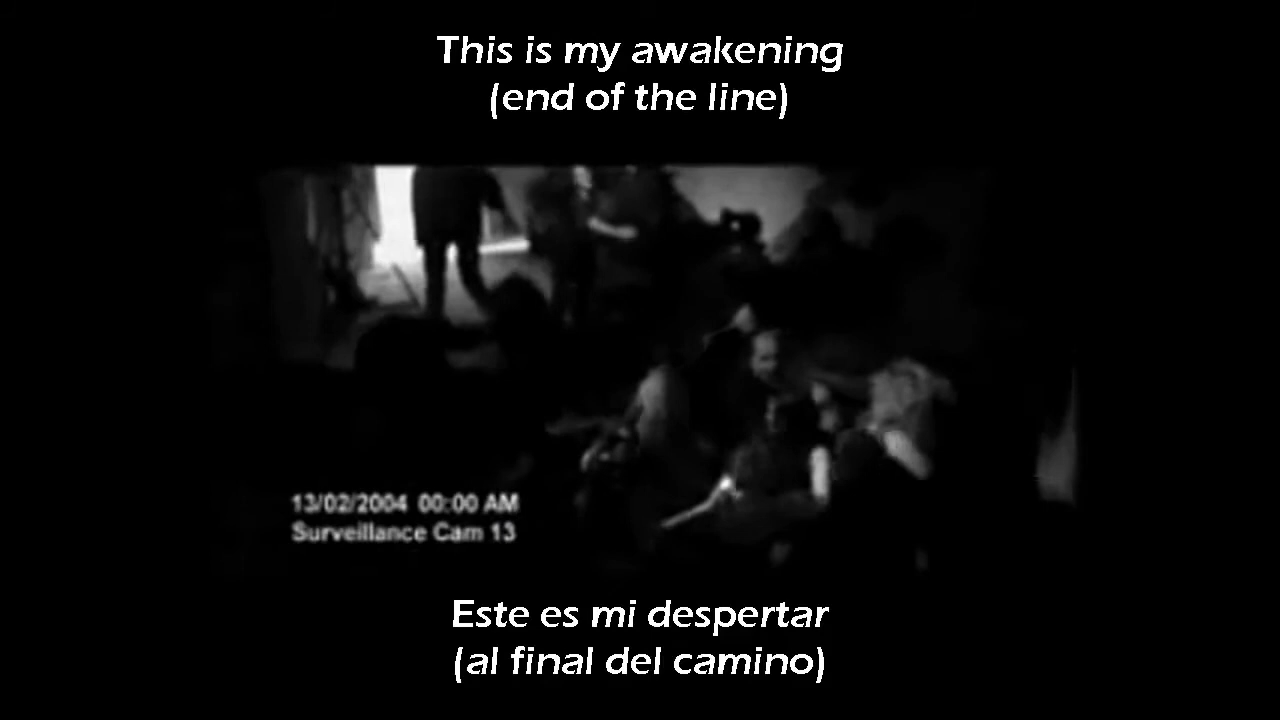 This is my awakening
(end of the line)
13/02/2004 00:00 AM
Surveillance Cam 13
Este es mi despertar
(al final del camino)